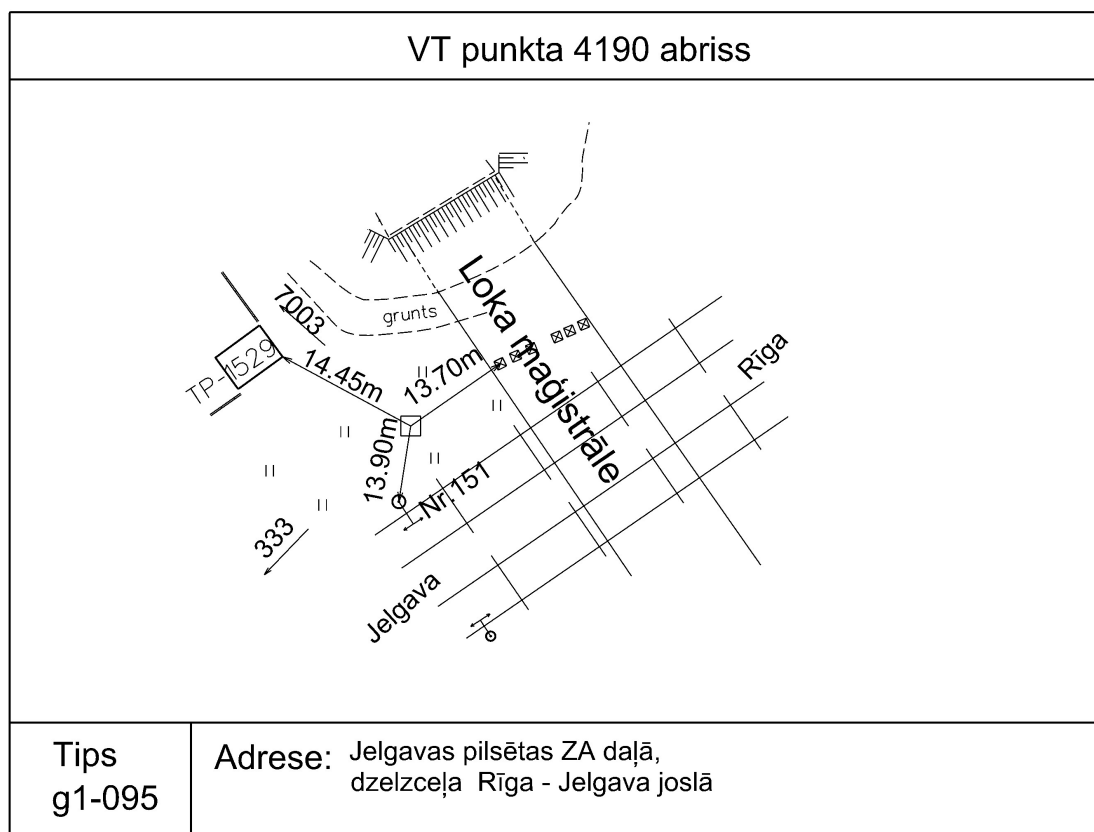 VT punkta 4190 abriss
7003
grunts
Loka maģistrāle
TP-1529
14.45m
13.70m
Rīga
13.90m
Nr.151
333
Jelgava
Tips
g1-095
Adrese: Jelgavas pilsētas ZA daļā,
dzelzceļa Rīga - Jelgava joslā